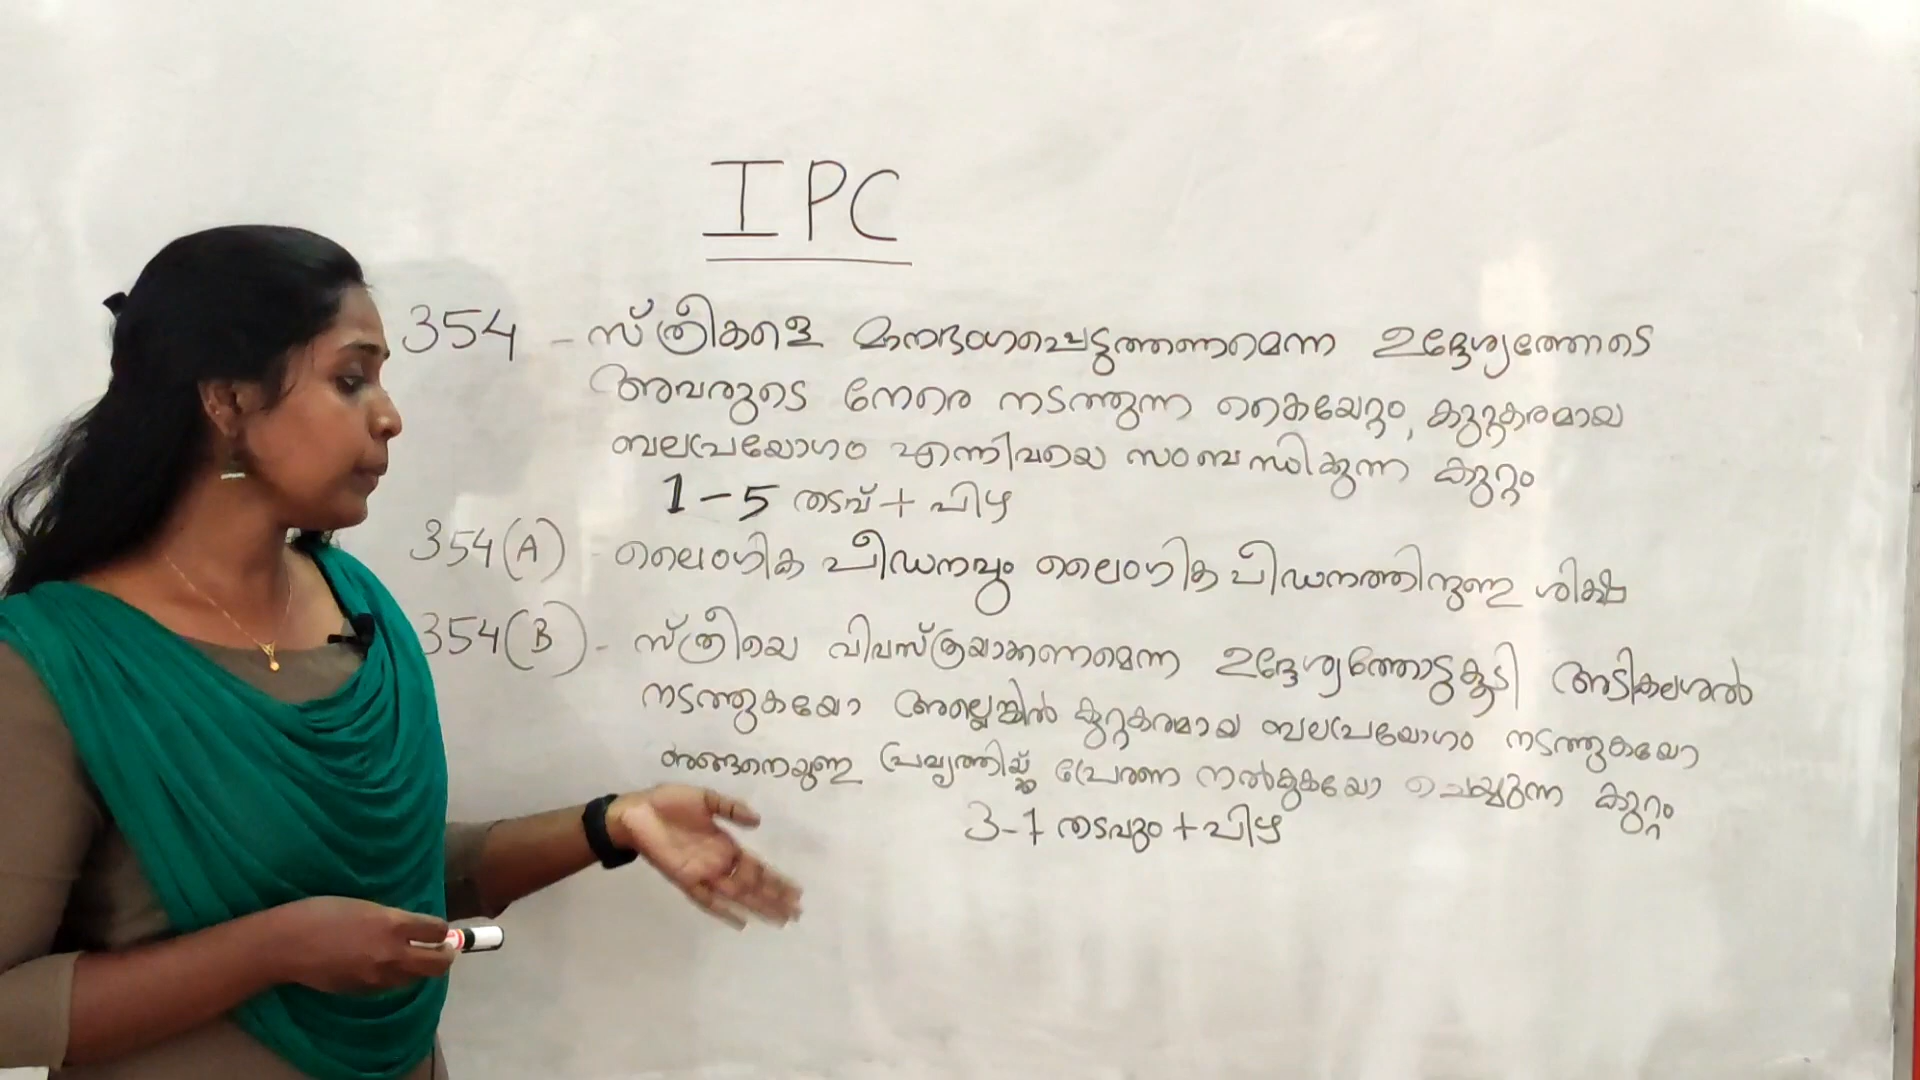 IPC
354 - സ്ത്രീകളെ മാനഭംഗപ്പെടുത്തണമെന്ന ഉദ്ദേശ്യത്തോടെ
അവരുടെ നേരെ നടത്തുന്ന കൈയേറ്റം, കുറ്റകരമായ
ബലപ്രയോഗം എന്നിവയെ സംബന്ധിക്കുന്ന കുറ്റം
1-5 തടവ് + പിഴ
354(A) - ലൈംഗിക പീഡനവും ലൈംഗിക പീഡനത്തിനുള്ള ശിക്ഷ
354(B) - സ്ത്രീയെ വിവസ്ത്രയാക്കണമെന്ന ഉദ്ദേശ്യത്തോടുകൂടി അടികലശൽ
നടത്തുകയോ അല്ലെങ്കിൽ കുറ്റകരമായ ബലപ്രയോഗം നടത്തുകയോ
അങ്ങനെയുള്ള പ്രവൃത്തിയ്ക്ക് പ്രേരണ നൽകുകയോ ചെയ്യുന്ന കുറ്റം
3-7 തടവും + പിഴ